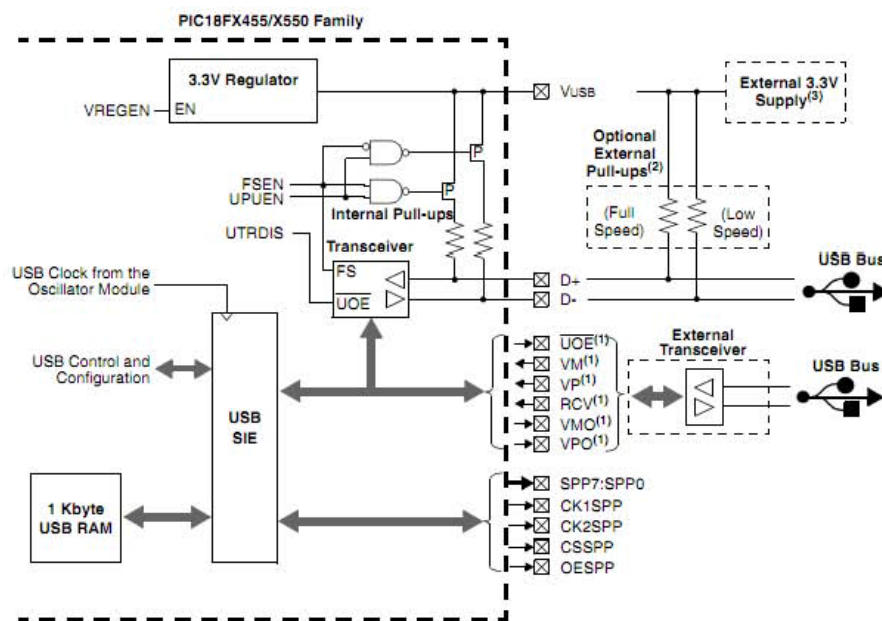 PIC18FX455/X550 Family
3.3V Regulator
EN
VREGEN
VUSB
External 3.3V
Supply(3)
Optional
External
Pull-ups(2)
P
P
FSEN
UPUEN
Internal Pull-ups
(Full
Speed)
(Low
Speed)
UTRDIS
Transceiver
FS
UOE
USB Clock from the
Oscillator Module
D+
D-
USB Bus
USB Control and
Configuration
USB
SIE
UOE(1)
VM(1)
VP(1)
RCV(1)
VMO(1)
VPO(1)
External
Transceiver
USB Bus
1 Kbyte
USB RAM
SPP7:SPP0
CK1SPP
CK2SPP
CSSPP
OESPP